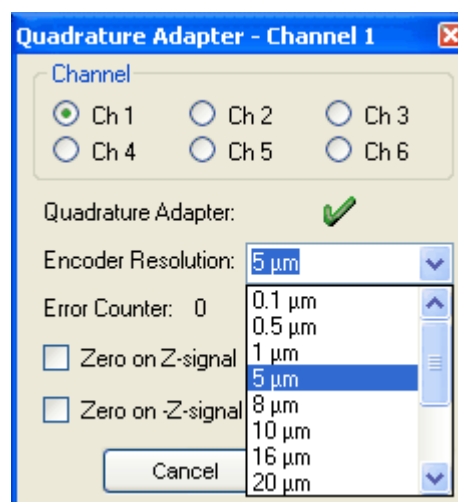 Quadrature Adapter - Channel 1
Channel
Ch 1 Ch 2 Ch 3
Ch 4 Ch 5 Ch 6
Quadrature Adapter:
Encoder Resolution: 5 µm
Error Counter: 0
0.1 µm
0.5 µm
Zero on Z-signal
1 µm
5 µm
Zero on -Z-signal
8 µm
10 µm
Cancel
16 µm
20 µm